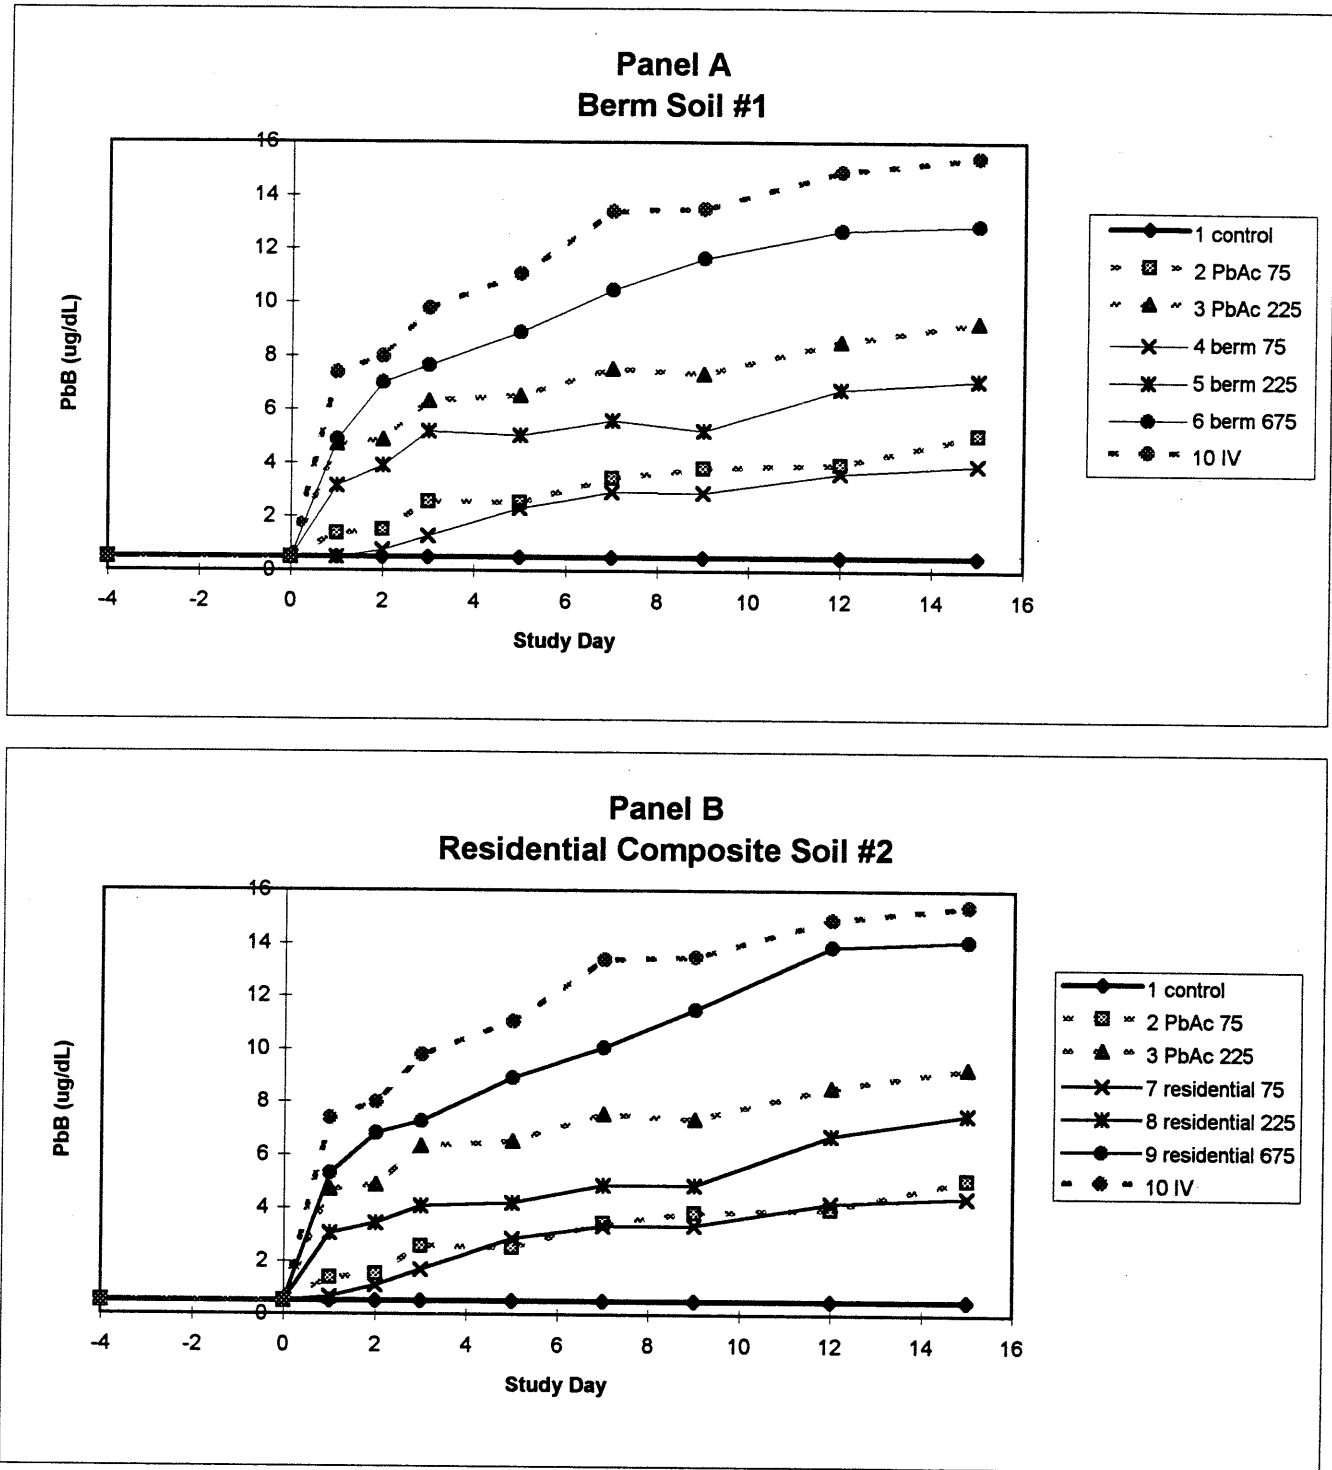 Panel A
Berm Soil #1
16
14
12
10
8
6
4
2
0
PbB (ug/dL)
-4 -2 0 2 4 6 8 10 12 14 16
Study Day
1 control
2 PbAc 75
3 PbAc 225
4 berm 75
5 berm 225
6 berm 675
10 IV
Panel B
Residential Composite Soil #2
16
14
12
10
8
6
4
2
0
PbB (ug/dL)
-4 -2 0 2 4 6 8 10 12 14 16
Study Day
1 control
2 PbAc 75
3 PbAc 225
7 residential 75
8 residential 225
9 residential 675
10 IV